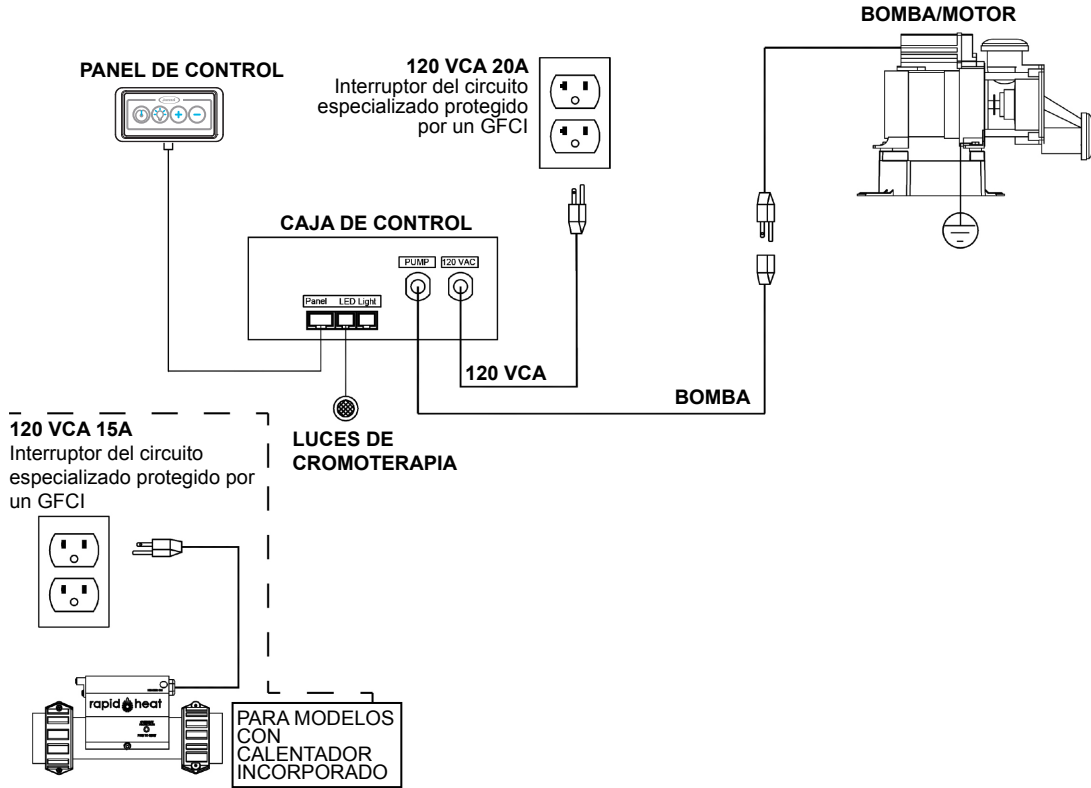 BOMBA/MOTOR
PANEL DE CONTROL
120 VCA 20A
Interruptor del circuito
especializado protegido
por un GFCI
CAJA DE CONTROL
PUMP
120 VAC
Panel
LED Light
120 VCA
BOMBA
LUCES DE
CROMOTERAPIA
120 VCA 15A
Interruptor del circuito
especializado protegido por
un GFCI
rapid heat
PARA MODELOS
CON
CALENTADOR
INCORPORADO